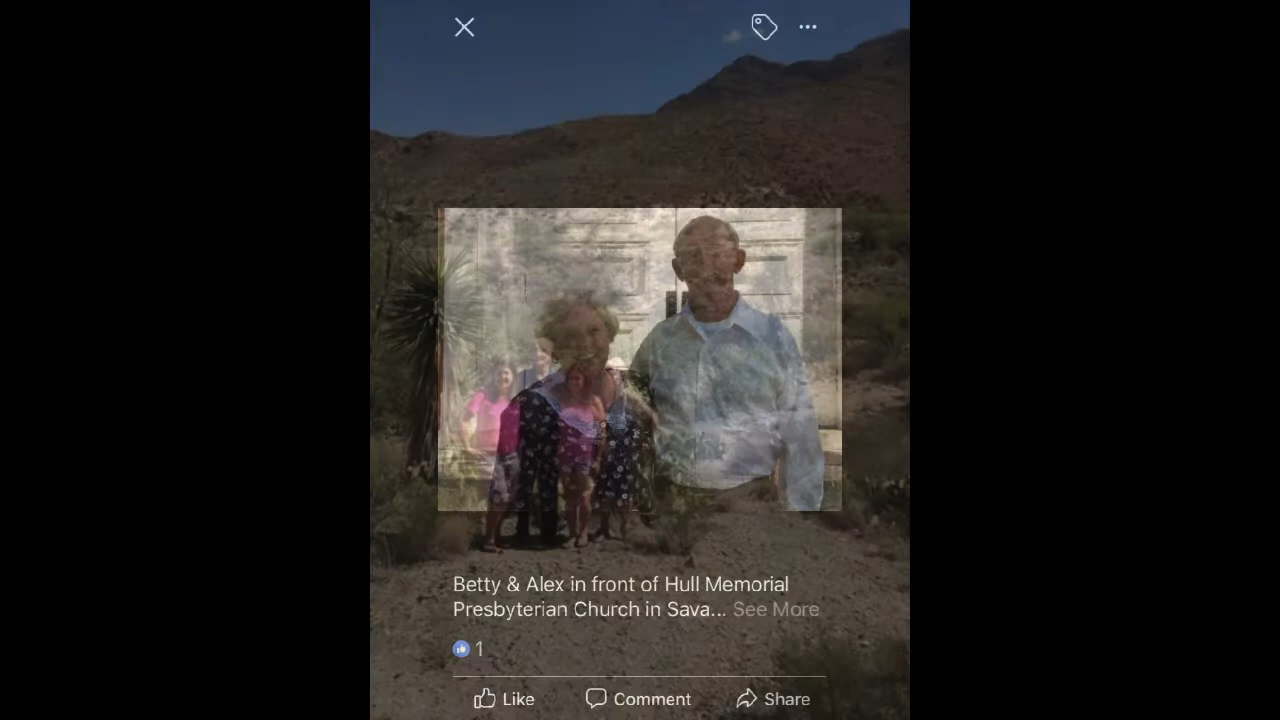 Betty & Alex in front of Hull Memorial
Presbyterian Church in Sava... See More
1
Like Comment Share